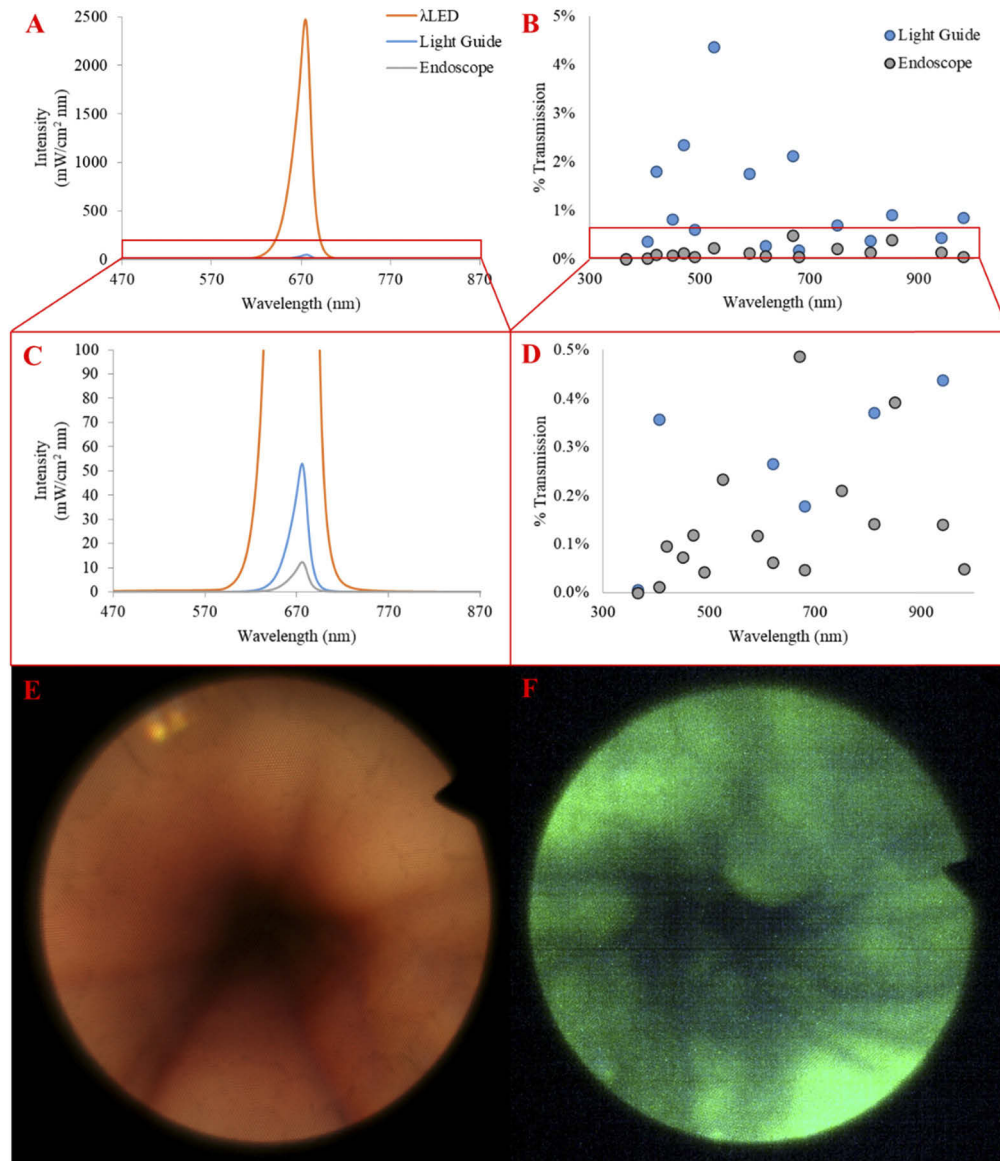 A
2500
2000
1500
1000
500
0
Intensity
(mW/cm² nm)
470
570
670
770
870
Wavelength (nm)
λLED
Light Guide
Endoscope
B
5%
4%
3%
2%
1%
0%
% Transmission
300
500
700
900
Wavelength (nm)
Light Guide
Endoscope
C
100
90
80
70
60
50
40
30
20
10
0
Intensity
(mW/cm² nm)
470
570
670
770
870
Wavelength (nm)
D
0.5%
0.4%
0.3%
0.2%
0.1%
0.0%
% Transmission
300
500
700
900
Wavelength (nm)
E
F